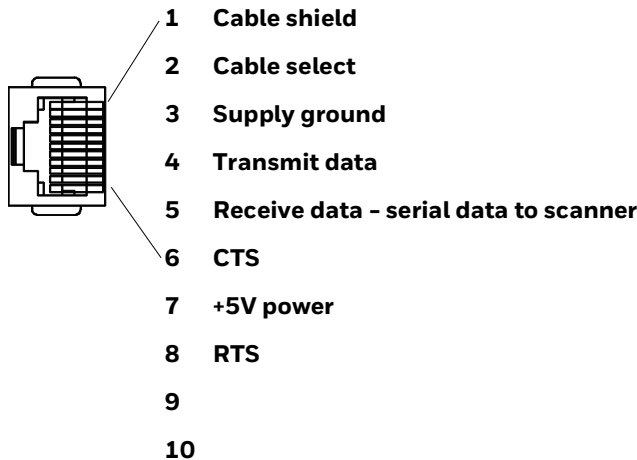 1 Cable shield
2 Cable select
3 Supply ground
4 Transmit data
5 Receive data - serial data to scanner
6 CTS
7 +5V power
8 RTS
9
10